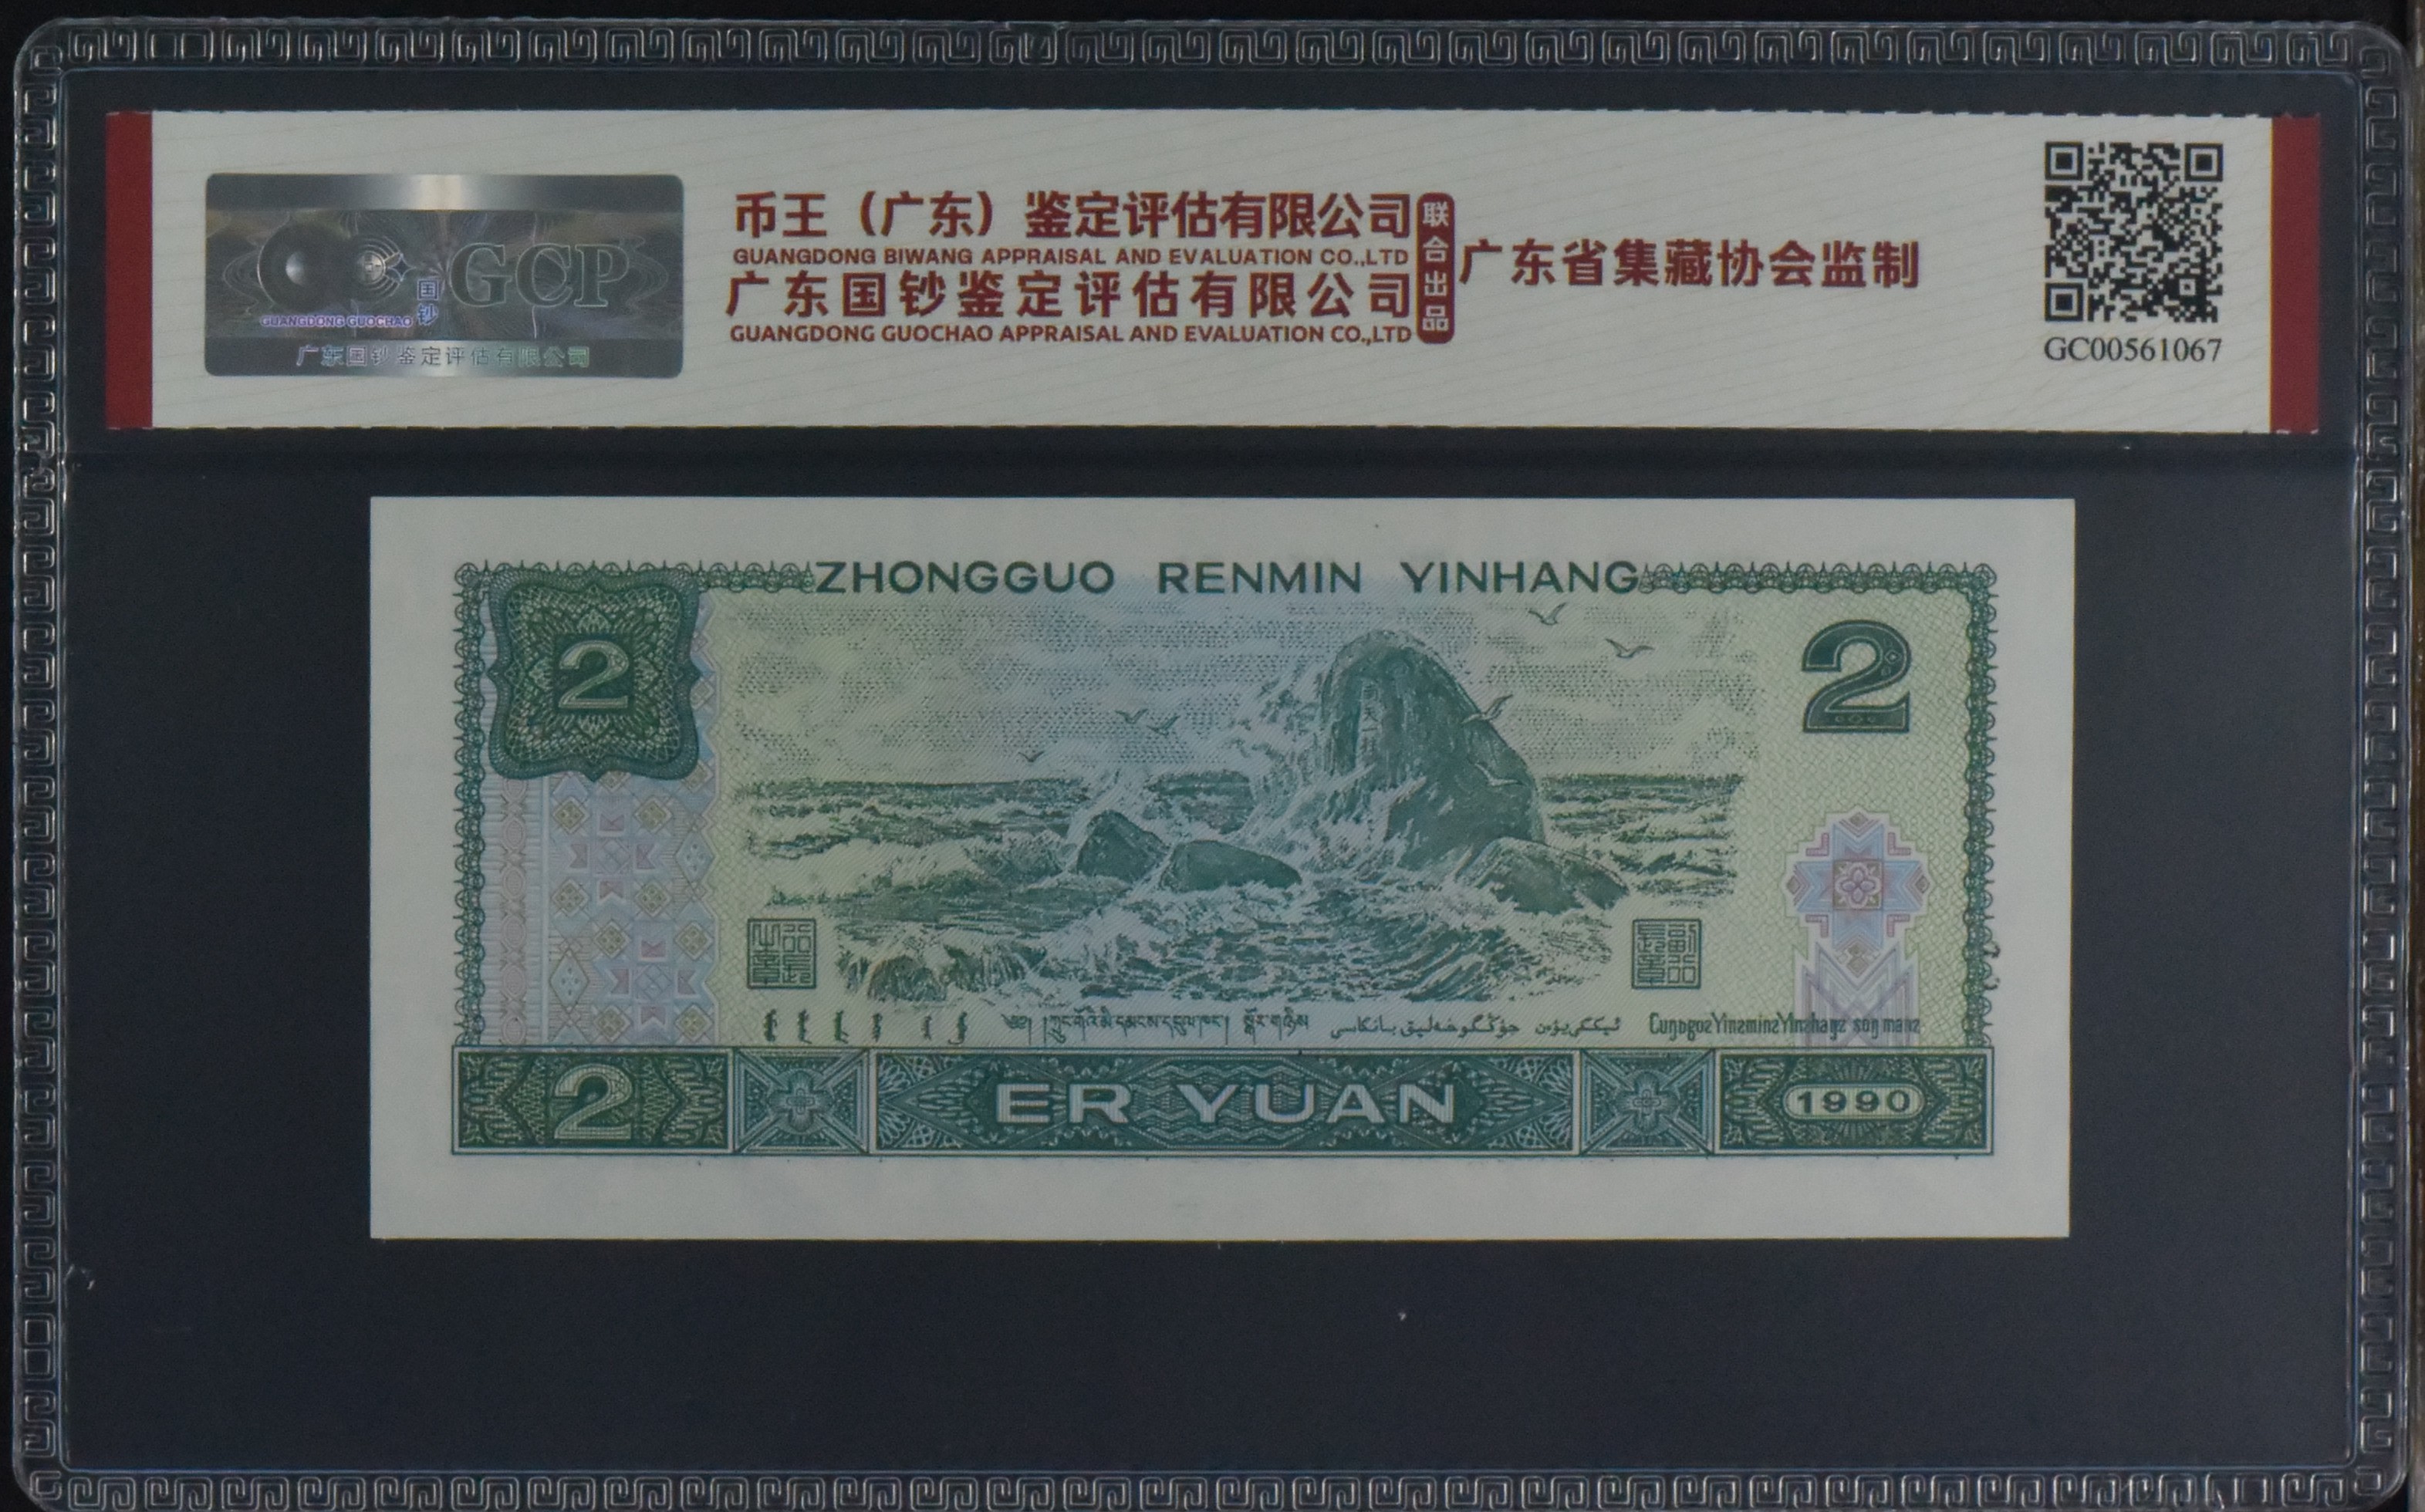 GCP
国钞
GUANGDONG GUOCHAO
广东国钞鉴定评估有限公司
币王（广东）鉴定评估有限公司
GUANGDONG BIWANG APPRAISAL AND EVALUATION CO.,LTD
广东国钞鉴定评估有限公司
GUANGDONG GUOCHAO APPRAISAL AND EVALUATION CO.,LTD
联合出品
广东省集藏协会监制
GC00561067
ZHONGGUO RENMIN YINHANG
2
2
2
ER YUAN
1990